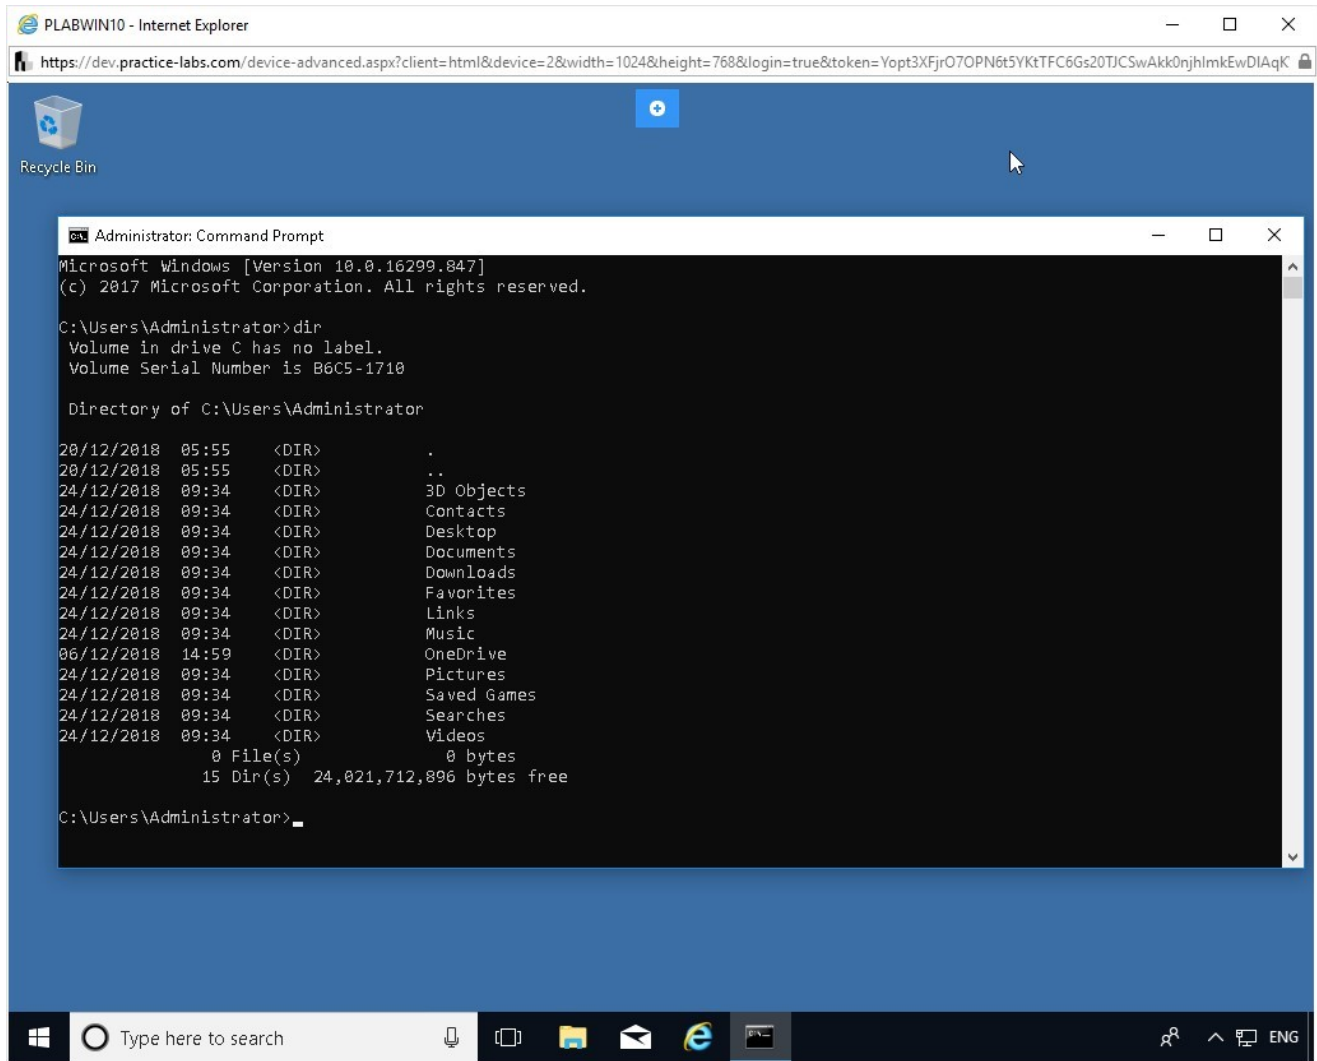 PLABWIN10 - Internet Explorer
https://dev.practice-labs.com/device-advanced.aspx?client=html&device=2&width=1024&height=768&login=true&token=Yopt3XFjrO7OPN6t5YKtTFC6Gs20TJCSwAkk0njhImkEwDIAqK
Recycle Bin
Administrator: Command Prompt
Microsoft Windows [Version 10.0.16299.847]
(c) 2017 Microsoft Corporation. All rights reserved.
C:\Users\Administrator>dir
Volume in drive C has no label.
Volume Serial Number is B6C5-1710
Directory of C:\Users\Administrator
20/12/2018 05:55 <DIR> .
20/12/2018 05:55 <DIR> ..
24/12/2018 09:34 <DIR> 3D Objects
24/12/2018 09:34 <DIR> Contacts
24/12/2018 09:34 <DIR> Desktop
24/12/2018 09:34 <DIR> Documents
24/12/2018 09:34 <DIR> Downloads
24/12/2018 09:34 <DIR> Favorites
24/12/2018 09:34 <DIR> Links
24/12/2018 09:34 <DIR> Music
06/12/2018 14:59 <DIR> OneDrive
24/12/2018 09:34 <DIR> Pictures
24/12/2018 09:34 <DIR> Saved Games
24/12/2018 09:34 <DIR> Searches
24/12/2018 09:34 <DIR> Videos
0 File(s) 0 bytes
15 Dir(s) 24,021,712,896 bytes free
C:\Users\Administrator>_
Type here to search
ENG